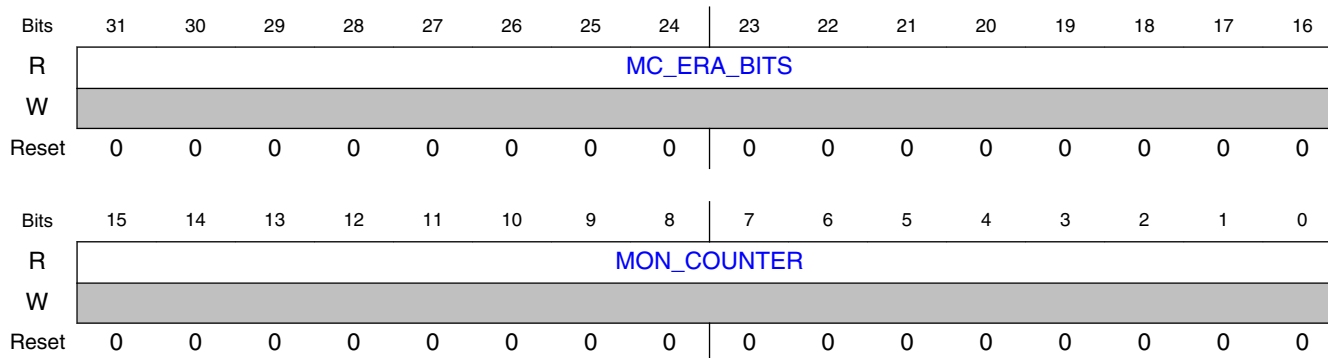 Bits 31 30 29 28 27 26 25 24 23 22 21 20 19 18 17 16
R MC_ERA_BITS
W
Reset 0 0 0 0 0 0 0 0 0 0 0 0 0 0 0 0
Bits 15 14 13 12 11 10 9 8 7 6 5 4 3 2 1 0
R MON_COUNTER
W
Reset 0 0 0 0 0 0 0 0 0 0 0 0 0 0 0 0